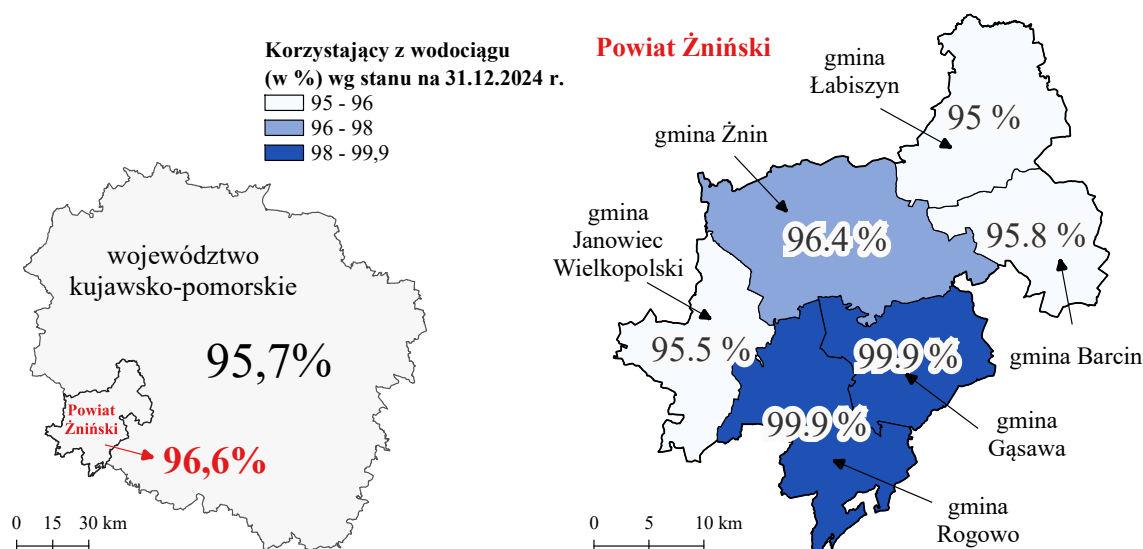 Korzystający z wodociągu
(w %) wg stanu na 31.12.2024 r.
95 - 96
96 - 98
98 - 99,9
województwo
kujawsko-pomorskie
95,7%
Powiat
Żniński
96,6%
0 15 30 km
Powiat Żniński
gmina
Łabiszyn
95 %
gmina Żnin
96.4 %
gmina
Janowiec
Wielkopolski
95.8 %
95.5 %
99.9 %
gmina Barcin
99.9 %
gmina
Gąsawa
gmina
Rogowo
0 5 10 km